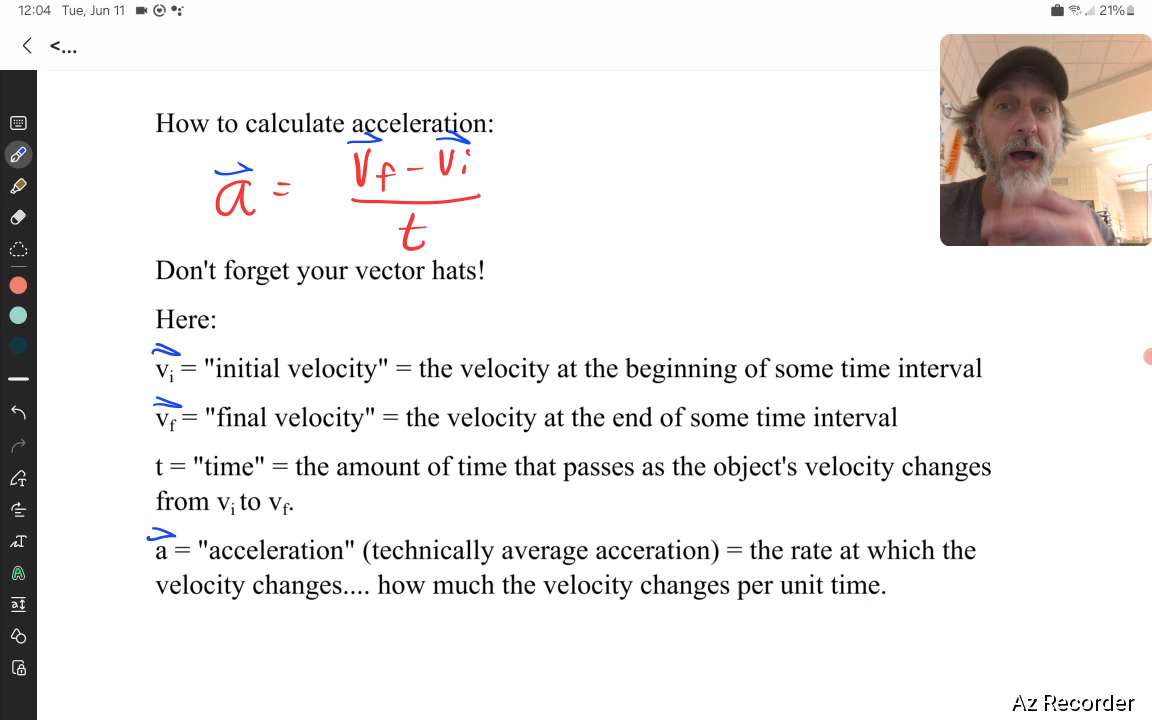 12:04 Tue, Jun 11 21%
<...
How to calculate acceleration:
a = vf - vi
t
Don't forget your vector hats!
Here:
vi = "initial velocity" = the velocity at the beginning of some time interval
vf = "final velocity" = the velocity at the end of some time interval
t = "time" = the amount of time that passes as the object's velocity changes
from vi to vf.
a = "acceleration" (technically average acceration) = the rate at which the
velocity changes.... how much the velocity changes per unit time.
Az Recorder